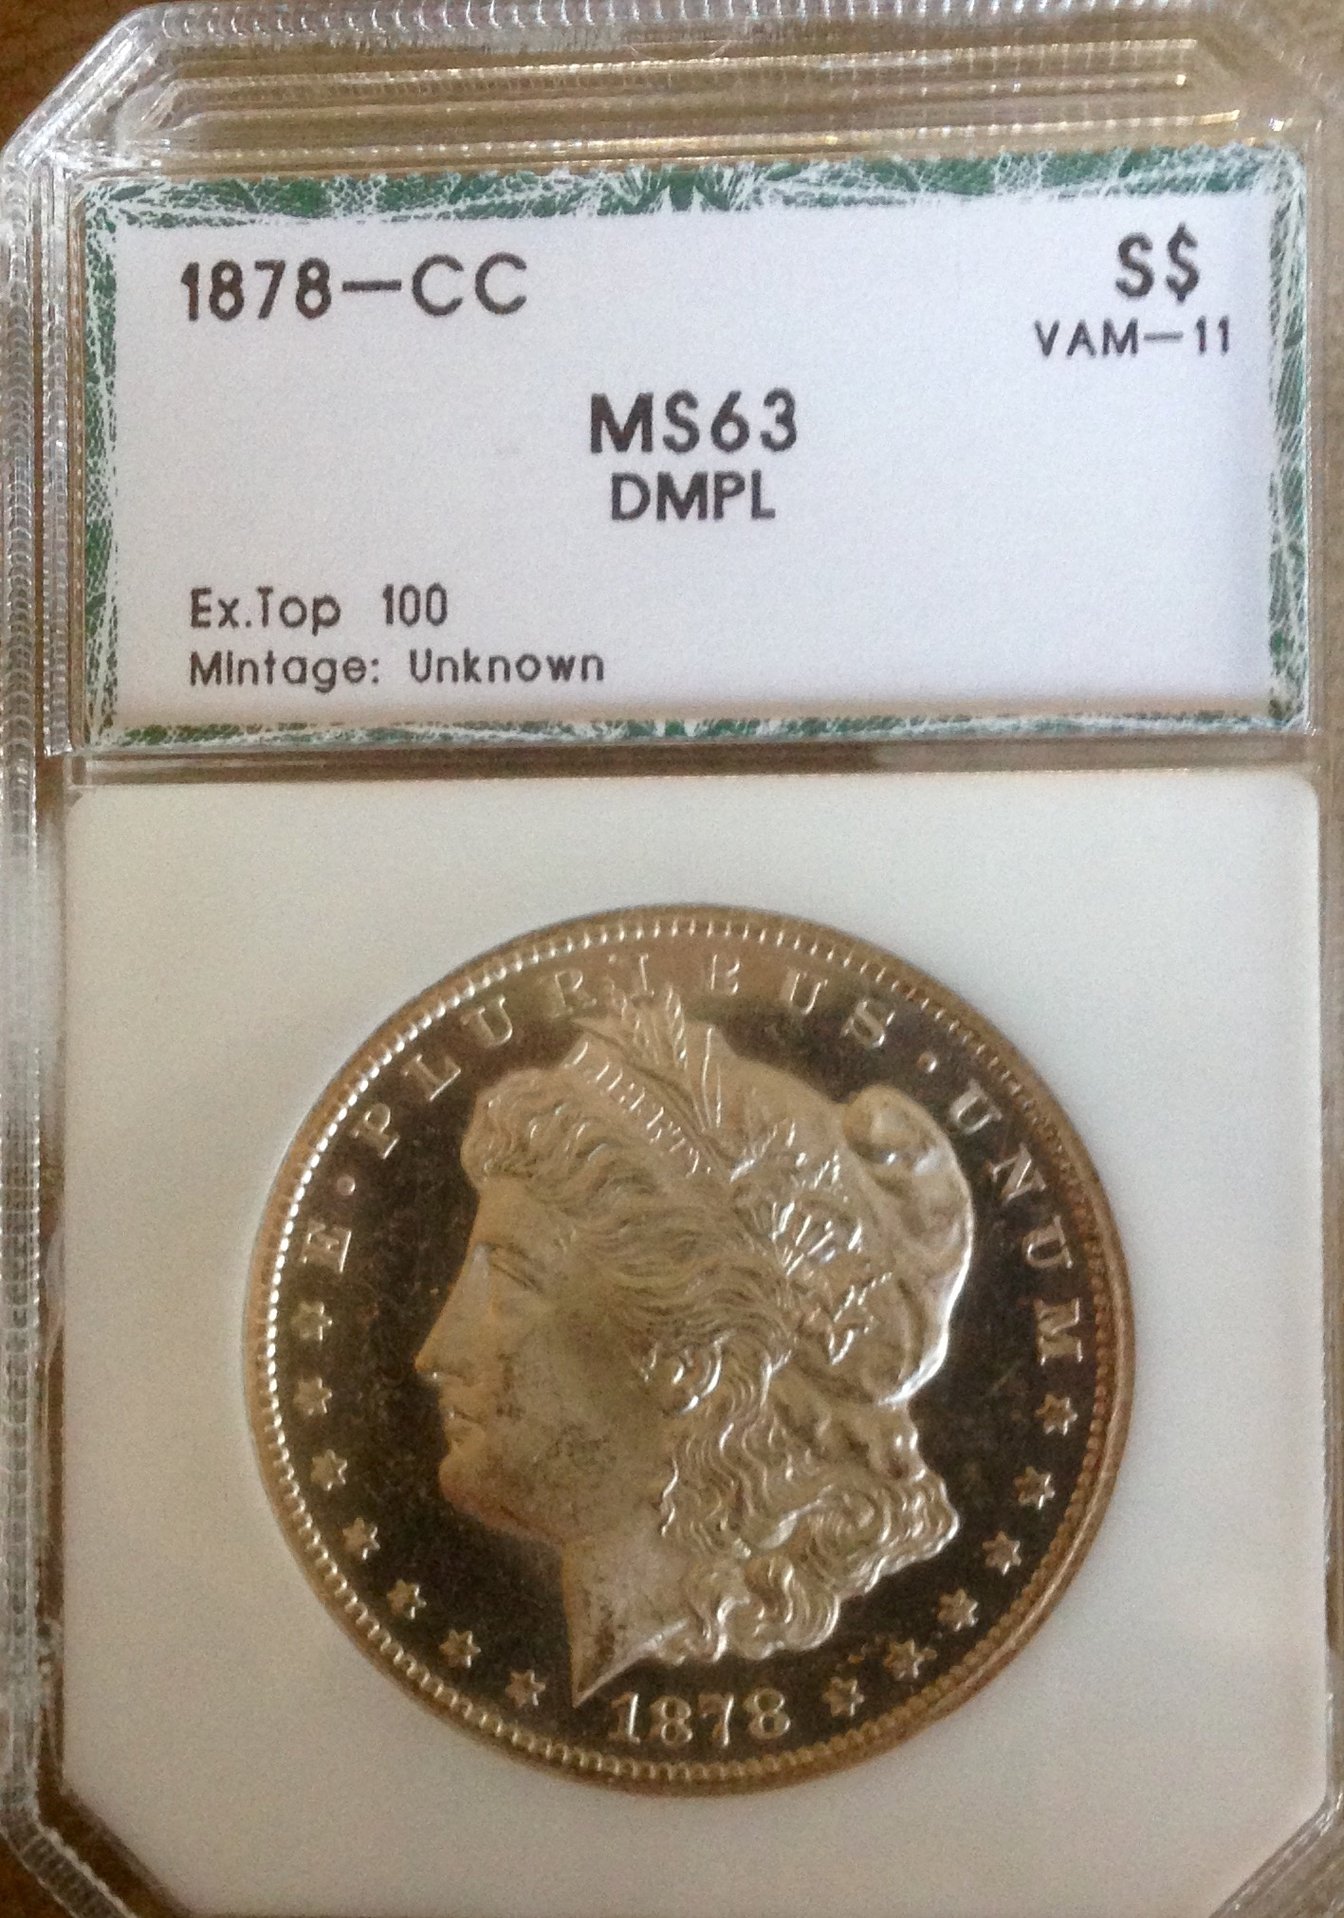 1878-CC S$
VAM-11
MS63
DMPL
Ex.Top 100
Mintage: Unknown
E · PLURIBUS · UNUM
LIBERTY
1878